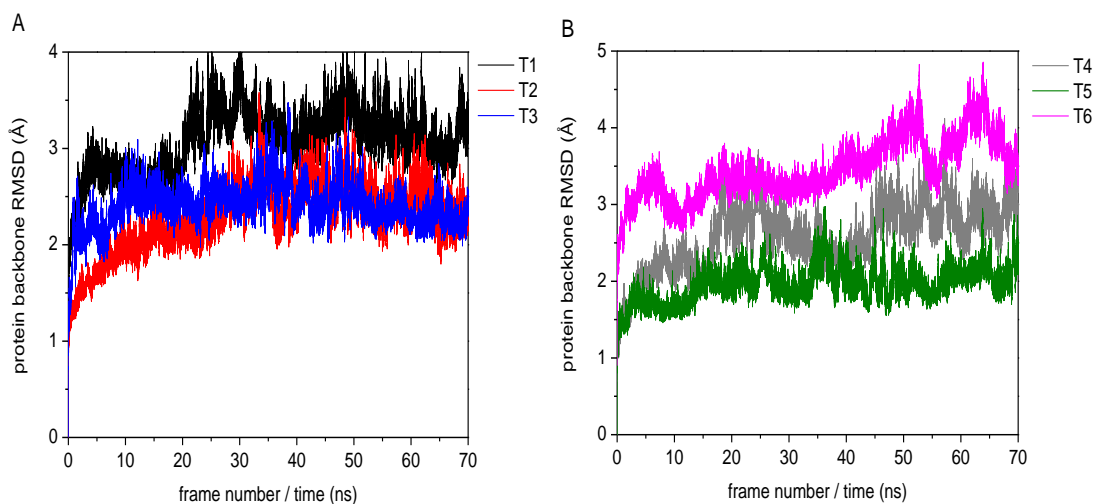 A
protein backbone RMSD (Å)
4
3
2
1
0
0 10 20 30 40 50 60 70
frame number / time (ns)
T1
T2
T3
B
protein backbone RMSD (Å)
5
4
3
2
1
0
0 10 20 30 40 50 60 70
frame number / time (ns)
T4
T5
T6